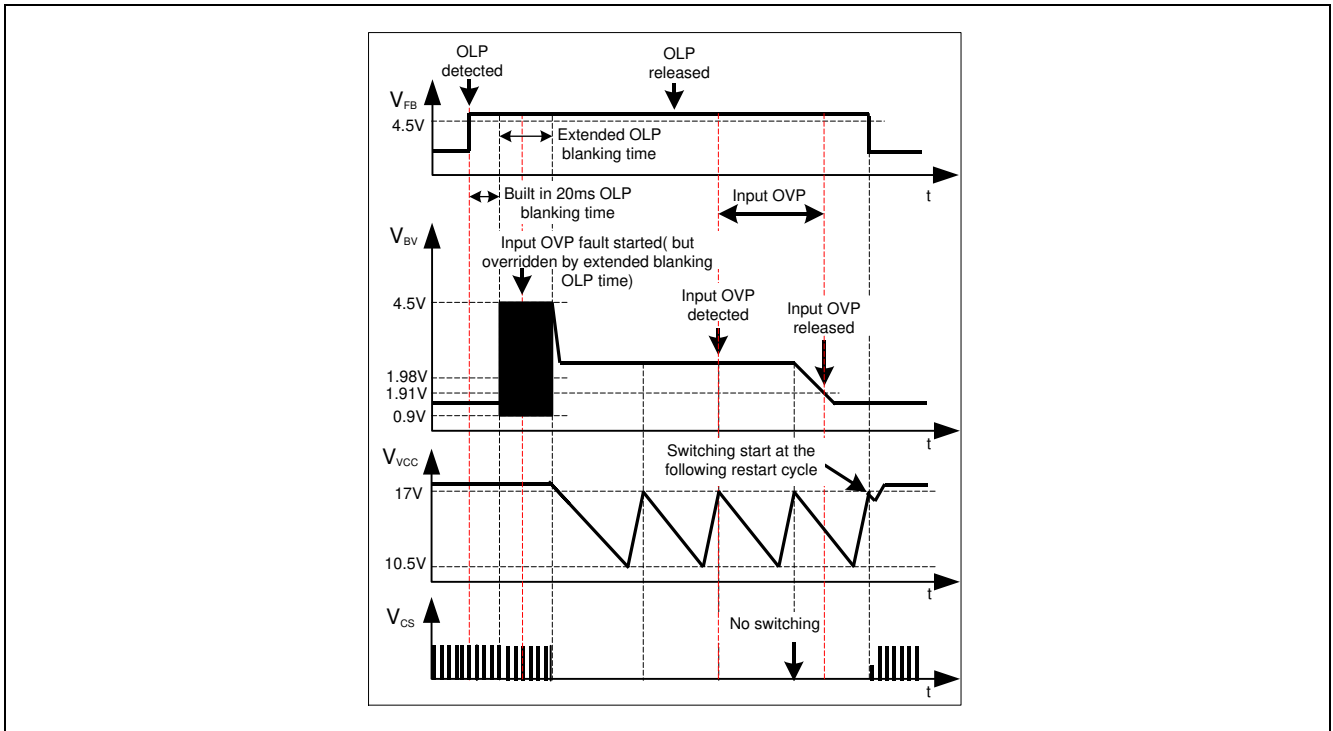 OLP
detected
OLP
released
VFB
4.5V
Extended OLP
blanking time
t
Built in 20ms OLP
blanking time
Input OVP
VBV
Input OVP fault started( but
overridden by extended blanking
OLP time)
4.5V
Input OVP
detected
Input OVP
released
1.98V
1.91V
0.9V
t
VVCC
Switching start at the
following restart cycle
17V
10.5V
t
VCS
No switching
t